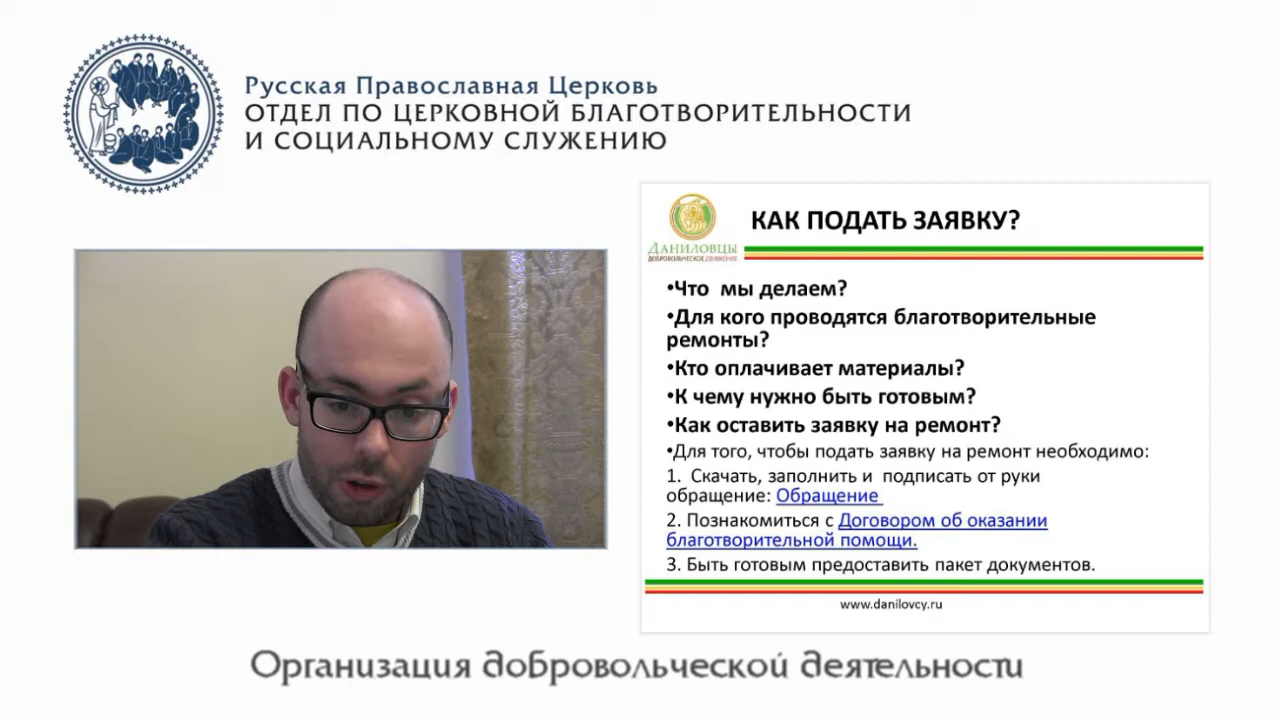 Русская Православная Церковь
ОТДЕЛ ПО ЦЕРКОВНОЙ БЛАГОТВОРИТЕЛЬНОСТИ
И СОЦИАЛЬНОМУ СЛУЖЕНИЮ
КАК ПОДАТЬ ЗАЯВКУ?
ДАНИЛОВЦЫ
ДОБРОВОЛЬЧЕСКОЕ ДВИЖЕНИЕ
•Что мы делаем?
•Для кого проводятся благотворительные
ремонты?
•Кто оплачивает материалы?
•К чему нужно быть готовым?
•Как оставить заявку на ремонт?
•Для того, чтобы подать заявку на ремонт необходимо:
1. Скачать, заполнить и подписать от руки
обращение: Обращение
2. Познакомиться с Договором об оказании
благотворительной помощи.
3. Быть готовым предоставить пакет документов.
www.danilovcy.ru
Организация добровольческой деятельности